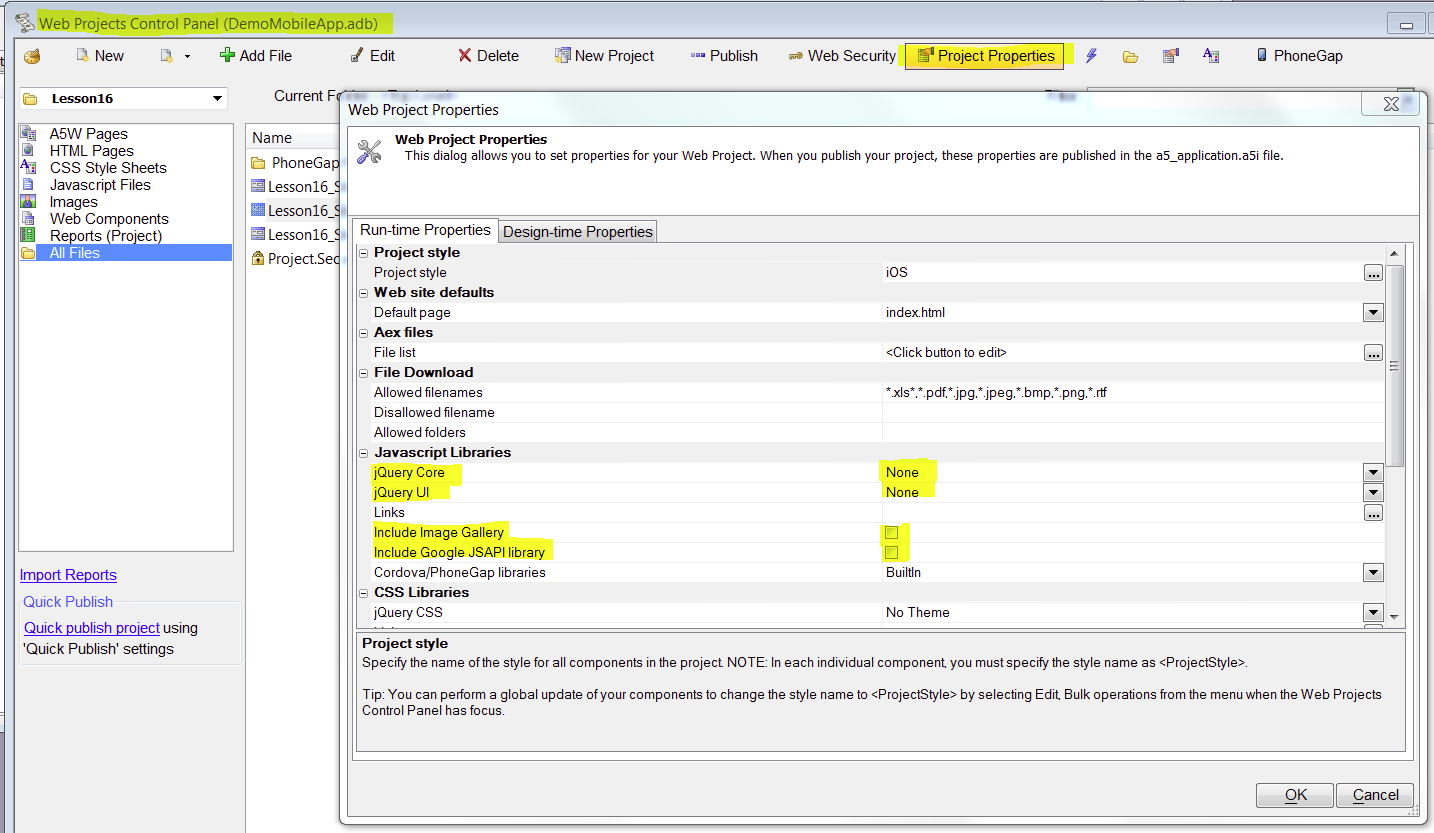 Web Projects Control Panel (DemoMobileApp.adb)
New Add File Edit Delete New Project Publish Web Security Project Properties PhoneGap
Lesson16
Current
Web Project Properties
A5W Pages
HTML Pages
CSS Style Sheets
Javascript Files
Images
Web Components
Reports (Project)
All Files
Name
PhoneGap
Lesson16_S
Lesson16_S
Lesson16_S
Project.Sec
Web Project Properties
This dialog allows you to set properties for your Web Project. When you publish your project, these properties are published in the a5_application.a5i file.
Run-time Properties Design-time Properties
Project style
Project style iOS
Web site defaults
Default page index.html
Aex files
File list <Click button to edit>
File Download
Allowed filenames *.xls*,*.pdf,*.jpg,*.jpeg,*.bmp,*.png,*.rtf
Disallowed filename
Allowed folders
Javascript Libraries
jQuery Core None
jQuery UI None
Links
Include Image Gallery
Include Google JSAPI library
Cordova/PhoneGap libraries BuiltIn
CSS Libraries
jQuery CSS No Theme
Import Reports
Quick Publish
Quick publish project using
'Quick Publish' settings
Project style
Specify the name of the style for all components in the project. NOTE: In each individual component, you must specify the style name as <ProjectStyle>.
Tip: You can perform a global update of your components to change the style name to <ProjectStyle> by selecting Edit, Bulk operations from the menu when the Web Projects
Control Panel has focus.
OK Cancel